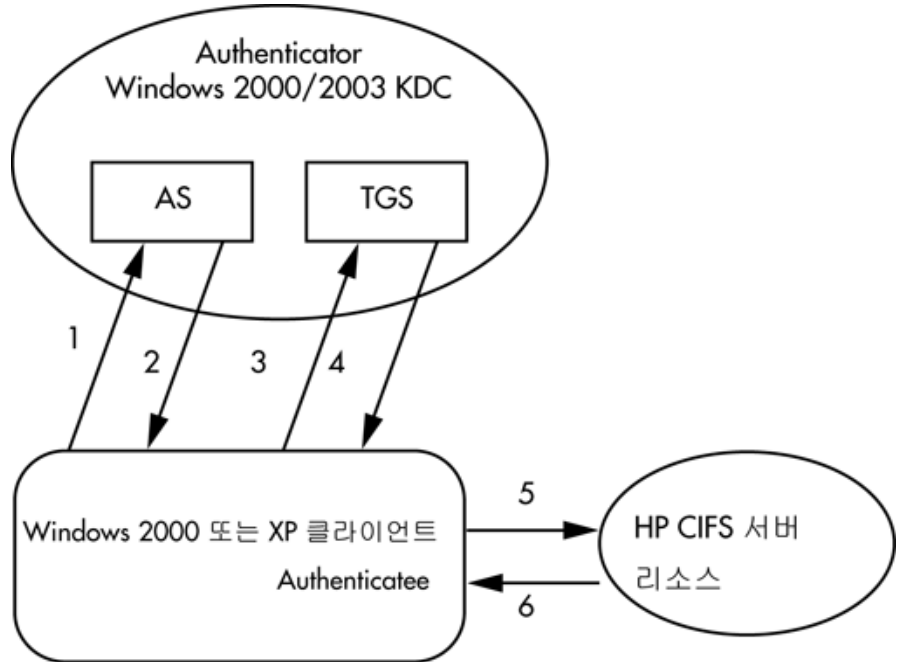 Authenticator
Windows 2000/2003 KDC
AS
TGS
1
2
3
4
Windows 2000 또는 XP 클라이언트
Authenticatee
5
6
HP CIFS 서버
리소스